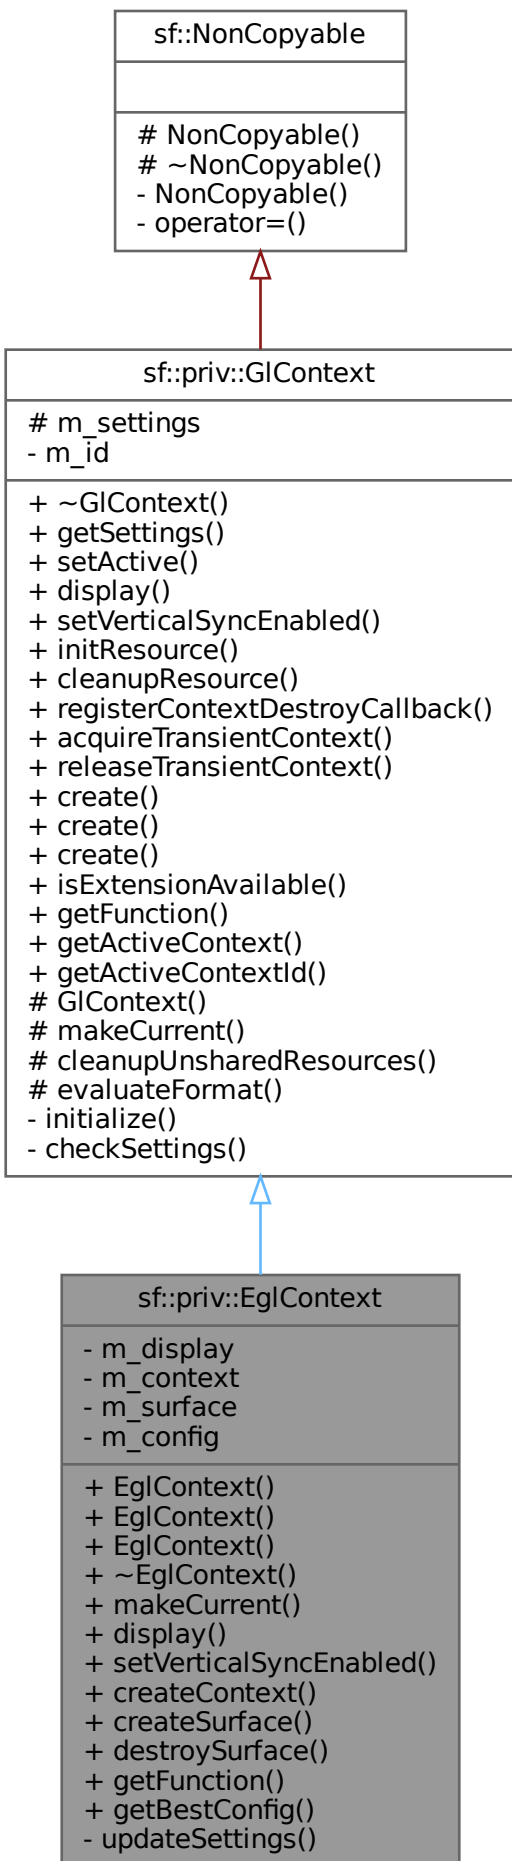 sf::NonCopyable
# NonCopyable()
# ~NonCopyable()
- NonCopyable()
- operator=()
sf::priv::GlContext
# m_settings
- m_id
+ ~GlContext()
+ getSettings()
+ setActive()
+ display()
+ setVerticalSyncEnabled()
+ initResource()
+ cleanupResource()
+ registerContextDestroyCallback()
+ acquireTransientContext()
+ releaseTransientContext()
+ create()
+ create()
+ create()
+ isExtensionAvailable()
+ getFunction()
+ getActiveContext()
+ getActiveContextId()
# GlContext()
# makeCurrent()
# cleanupUnsharedResources()
# evaluateFormat()
- initialize()
- checkSettings()
sf::priv::EglContext
- m_display
- m_context
- m_surface
- m_config
+ EglContext()
+ EglContext()
+ EglContext()
+ ~EglContext()
+ makeCurrent()
+ display()
+ setVerticalSyncEnabled()
+ createContext()
+ createSurface()
+ destroySurface()
+ getFunction()
+ getBestConfig()
- updateSettings()